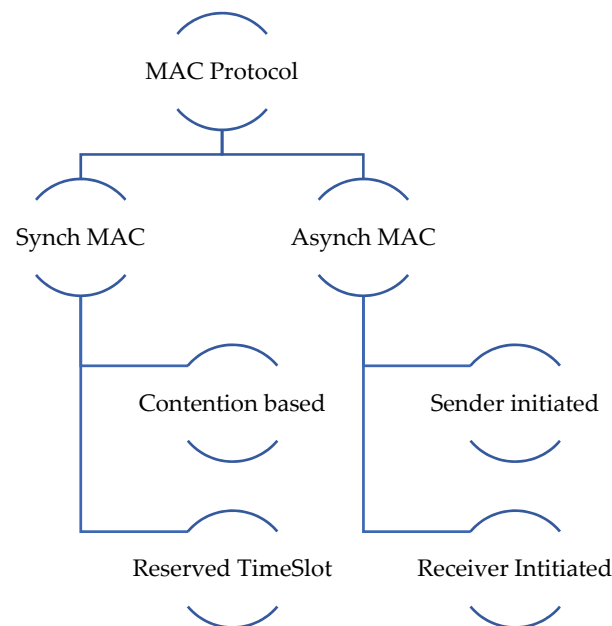 MAC Protocol
Synch MAC
Asynch MAC
Contention based
Sender initiated
Reserved TimeSlot
Receiver Intitiated